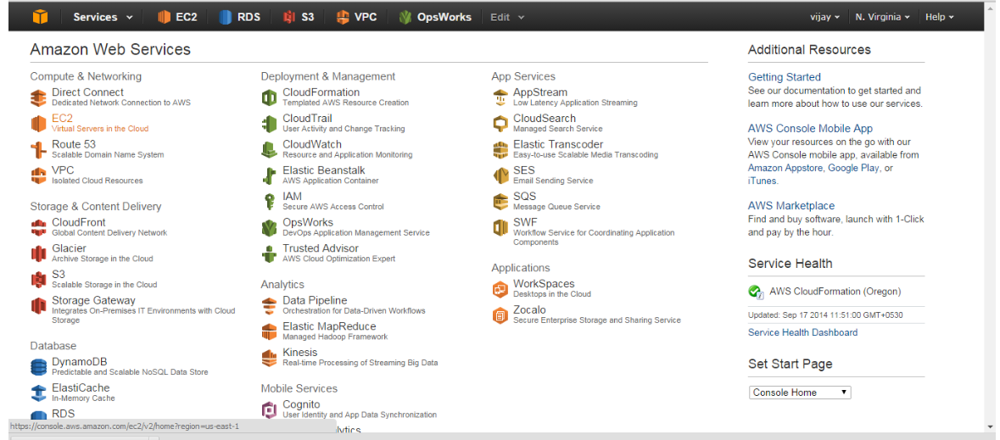 Services EC2 RDS S3 VPC OpsWorks Edit vijay N. Virginia Help
Amazon Web Services
Compute & Networking
Direct Connect
Dedicated Network Connection to AWS
EC2
Virtual Servers in the Cloud
Route 53
Scalable Domain Name System
VPC
Isolated Cloud Resources
Storage & Content Delivery
CloudFront
Global Content Delivery Network
Glacier
Archive Storage in the Cloud
S3
Scalable Storage in the Cloud
Storage Gateway
Integrates On-Premises IT Environments with Cloud
Storage
Database
DynamoDB
Predictable and Scalable NoSQL Data Store
ElastiCache
In-Memory Cache
RDS
Deployment & Management
CloudFormation
Templated AWS Resource Creation
CloudTrail
User Activity and Change Tracking
CloudWatch
Resource and Application Monitoring
Elastic Beanstalk
AWS Application Container
IAM
Secure AWS Access Control
OpsWorks
DevOps Application Management Service
Trusted Advisor
AWS Cloud Optimization Expert
Analytics
Data Pipeline
Orchestration for Data-Driven Workflows
Elastic MapReduce
Managed Hadoop Framework
Kinesis
Real-time Processing of Streaming Big Data
Mobile Services
Cognito
User Identity and App Data Synchronization
App Services
AppStream
Low Latency Application Streaming
CloudSearch
Managed Search Service
Elastic Transcoder
Easy-to-use Scalable Media Transcoding
SES
Email Sending Service
SQS
Message Queue Service
SWF
Workflow Service for Coordinating Application
Components
Applications
WorkSpaces
Desktops in the Cloud
Zocalo
Secure Enterprise Storage and Sharing Service
Additional Resources
Getting Started
See our documentation to get started and
learn more about how to use our services.
AWS Console Mobile App
View your resources on the go with our
AWS Console mobile app, available from
Amazon Appstore, Google Play, or
iTunes.
AWS Marketplace
Find and buy software, launch with 1-Click
and pay by the hour.
Service Health
AWS CloudFormation (Oregon)
Updated: Sep 17 2014 11:51:00 GMT+0530
Service Health Dashboard
Set Start Page
Console Home
https://console.aws.amazon.com/ec2/v2/home?region=us-east-1